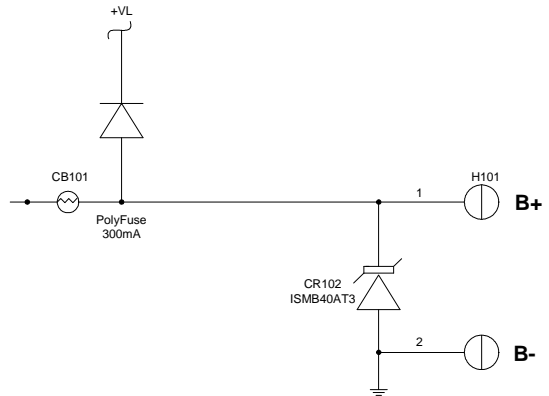 +VL
CB101
PolyFuse
300mA
H101
1
B+
CR102
ISMB40AT3
2
B-